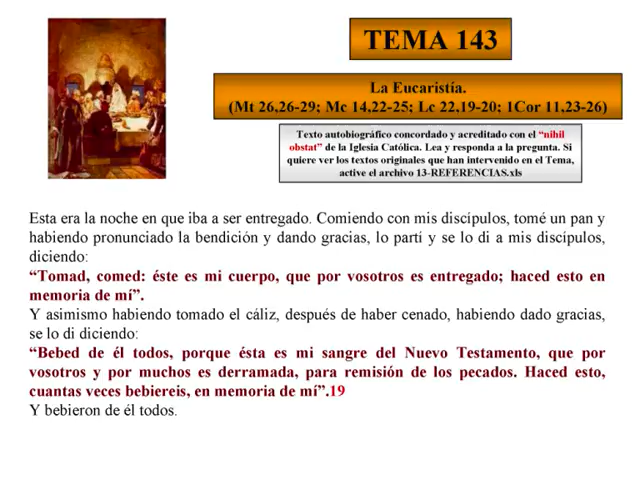 TEMA 143
La Eucaristía.
(Mt 26,26-29; Mc 14,22-25; Lc 22,19-20; 1Cor 11,23-26)
Texto autobiográfico concordado y acreditado con el “nihil
obstat” de la Iglesia Católica. Lea y responda a la pregunta. Si
quiere ver los textos originales que han intervenido en el Tema,
active el archivo 13-REFERENCIAS.xls
Esta era la noche en que iba a ser entregado. Comiendo con mis discípulos, tomé un pan y
habiendo pronunciado la bendición y dando gracias, lo partí y se lo di a mis discípulos,
diciendo:
“Tomad, comed: éste es mi cuerpo, que por vosotros es entregado; haced esto en
memoria de mí”.
Y asimismo habiendo tomado el cáliz, después de haber cenado, habiendo dado gracias,
se lo di diciendo:
“Bebed de él todos, porque ésta es mi sangre del Nuevo Testamento, que por
vosotros y por muchos es derramada, para remisión de los pecados. Haced esto,
cuantas veces bebiereis, en memoria de mí”.19
Y bebieron de él todos.